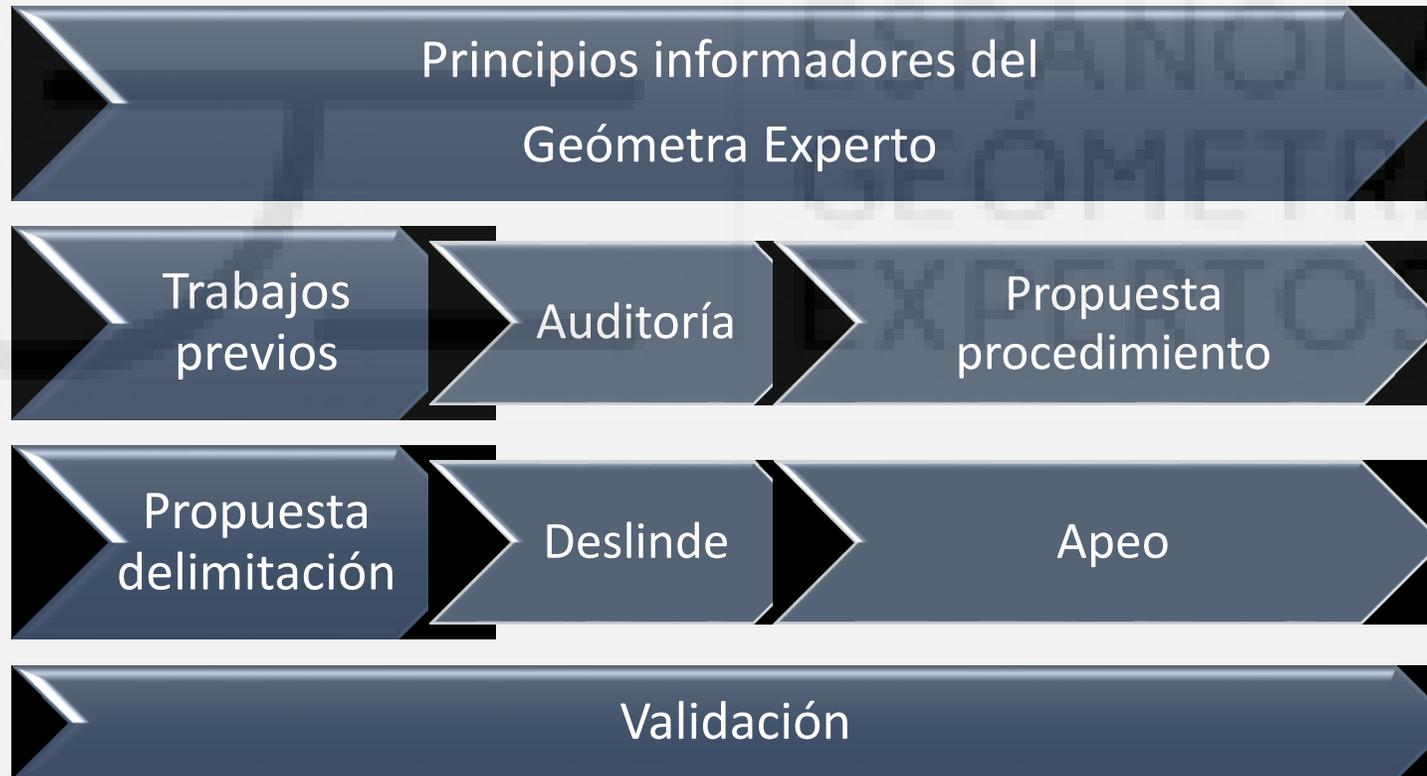 Principios informadores del
Geómetra Experto
Trabajos
previos
Auditoría
Propuesta
procedimiento
Propuesta
delimitación
Deslinde
Apeo
Validación